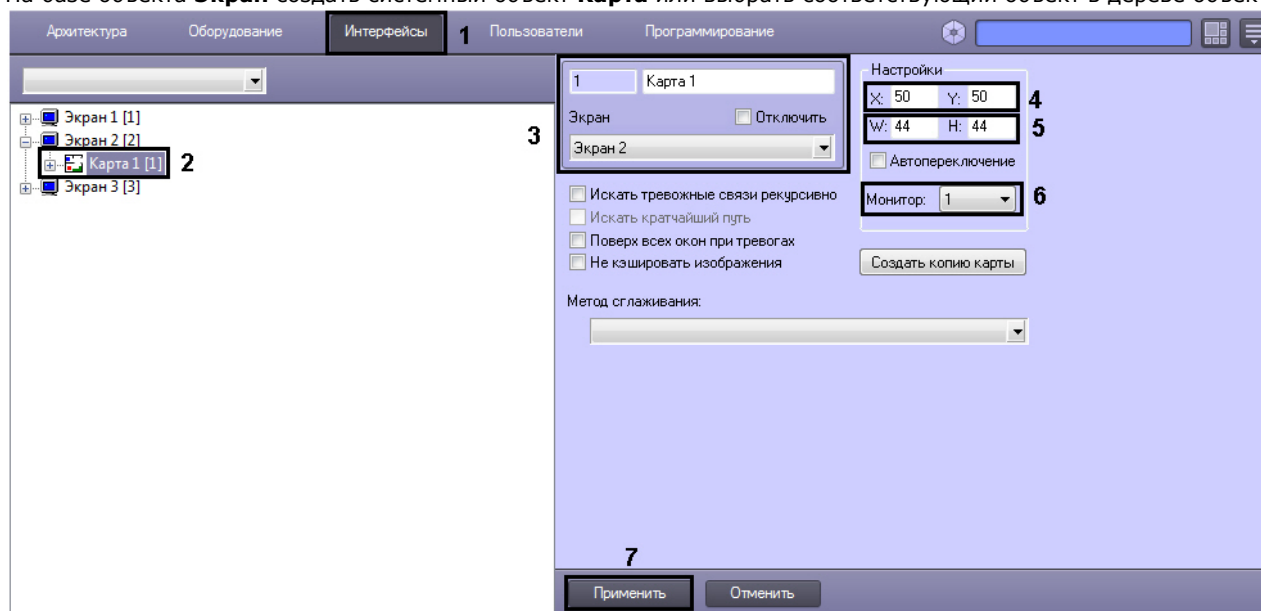 На базе объекта Экран создать системный объект Карта или выбрать соответствующий объект в дереве объек
Архитектура Оборудование Интерфейсы 1 Пользователи Программирование
1 Карта 1
Экран Отключить
3
Экран 2
Настройки
X: 50 Y: 50 4
W: 44 H: 44 5
Автопереключение
Монитор: 1 6
Экран 1 [1]
Экран 2 [2]
Карта 1 [1] 2
Экран 3 [3]
Искать тревожные связи рекурсивно
Искать кратчайший путь
Поверх всех окон при тревогах
Не кэшировать изображения
Создать копию карты
Метод сглаживания:
7
Применить Отменить